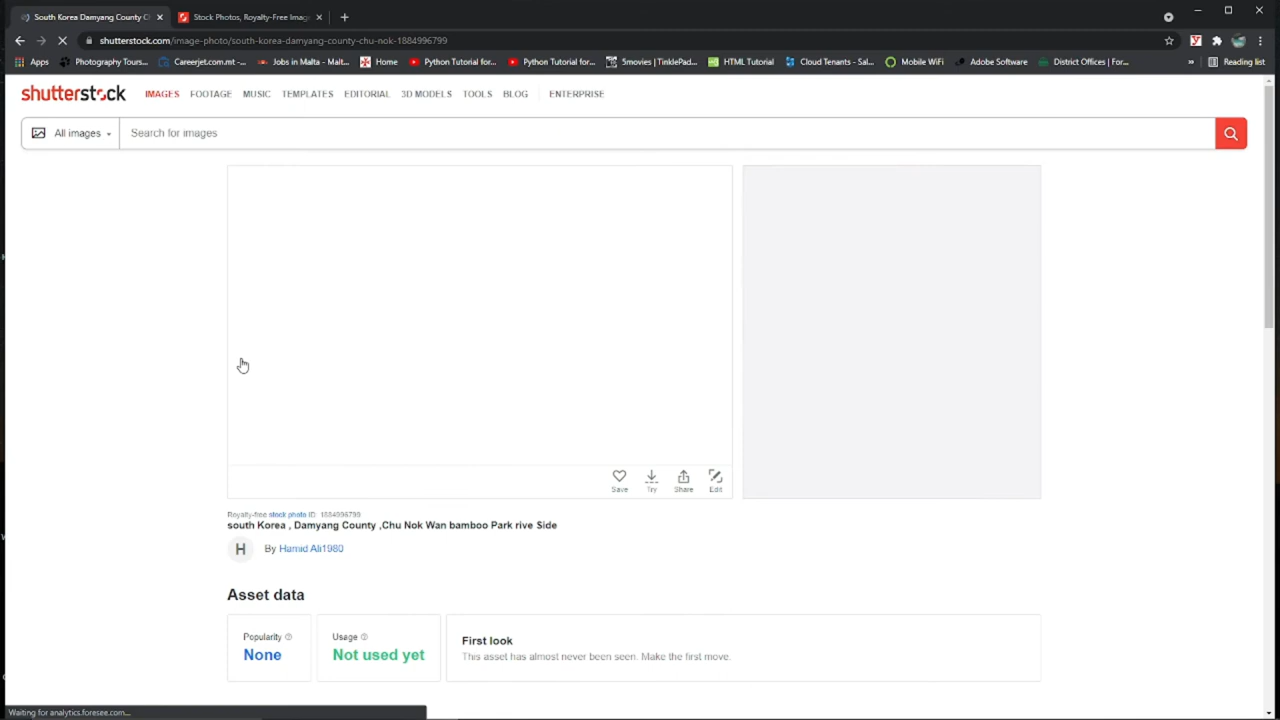 South Korea Damyang County C
Stock Photos, Royalty-Free Imag
shutterstock.com/image-photo/south-korea-damyang-county-chu-nok-1884996799
Apps
Photography Tours...
Careerjet.com.mt -...
Jobs in Malta - Malt...
Home
Python Tutorial for...
Python Tutorial for...
5movies | TinklePad...
HTML Tutorial
Cloud Tenants - Sal...
Mobile WiFi
Adobe Software
District Offices | For...
»
Reading list
shutterstock
IMAGES
FOOTAGE
MUSIC
TEMPLATES
EDITORIAL
3D MODELS
TOOLS
BLOG
ENTERPRISE
All images
Search for images
Save
Try
Share
Edit
Royalty-free stock photo ID: 1884996799
south Korea , Damyang County ,Chu Nok Wan bamboo Park rive Side
H
By Hamid Ali1980
Asset data
Popularity
None
Usage
Not used yet
First look
This asset has almost never been seen. Make the first move.
Waiting for analytics.foresee.com...